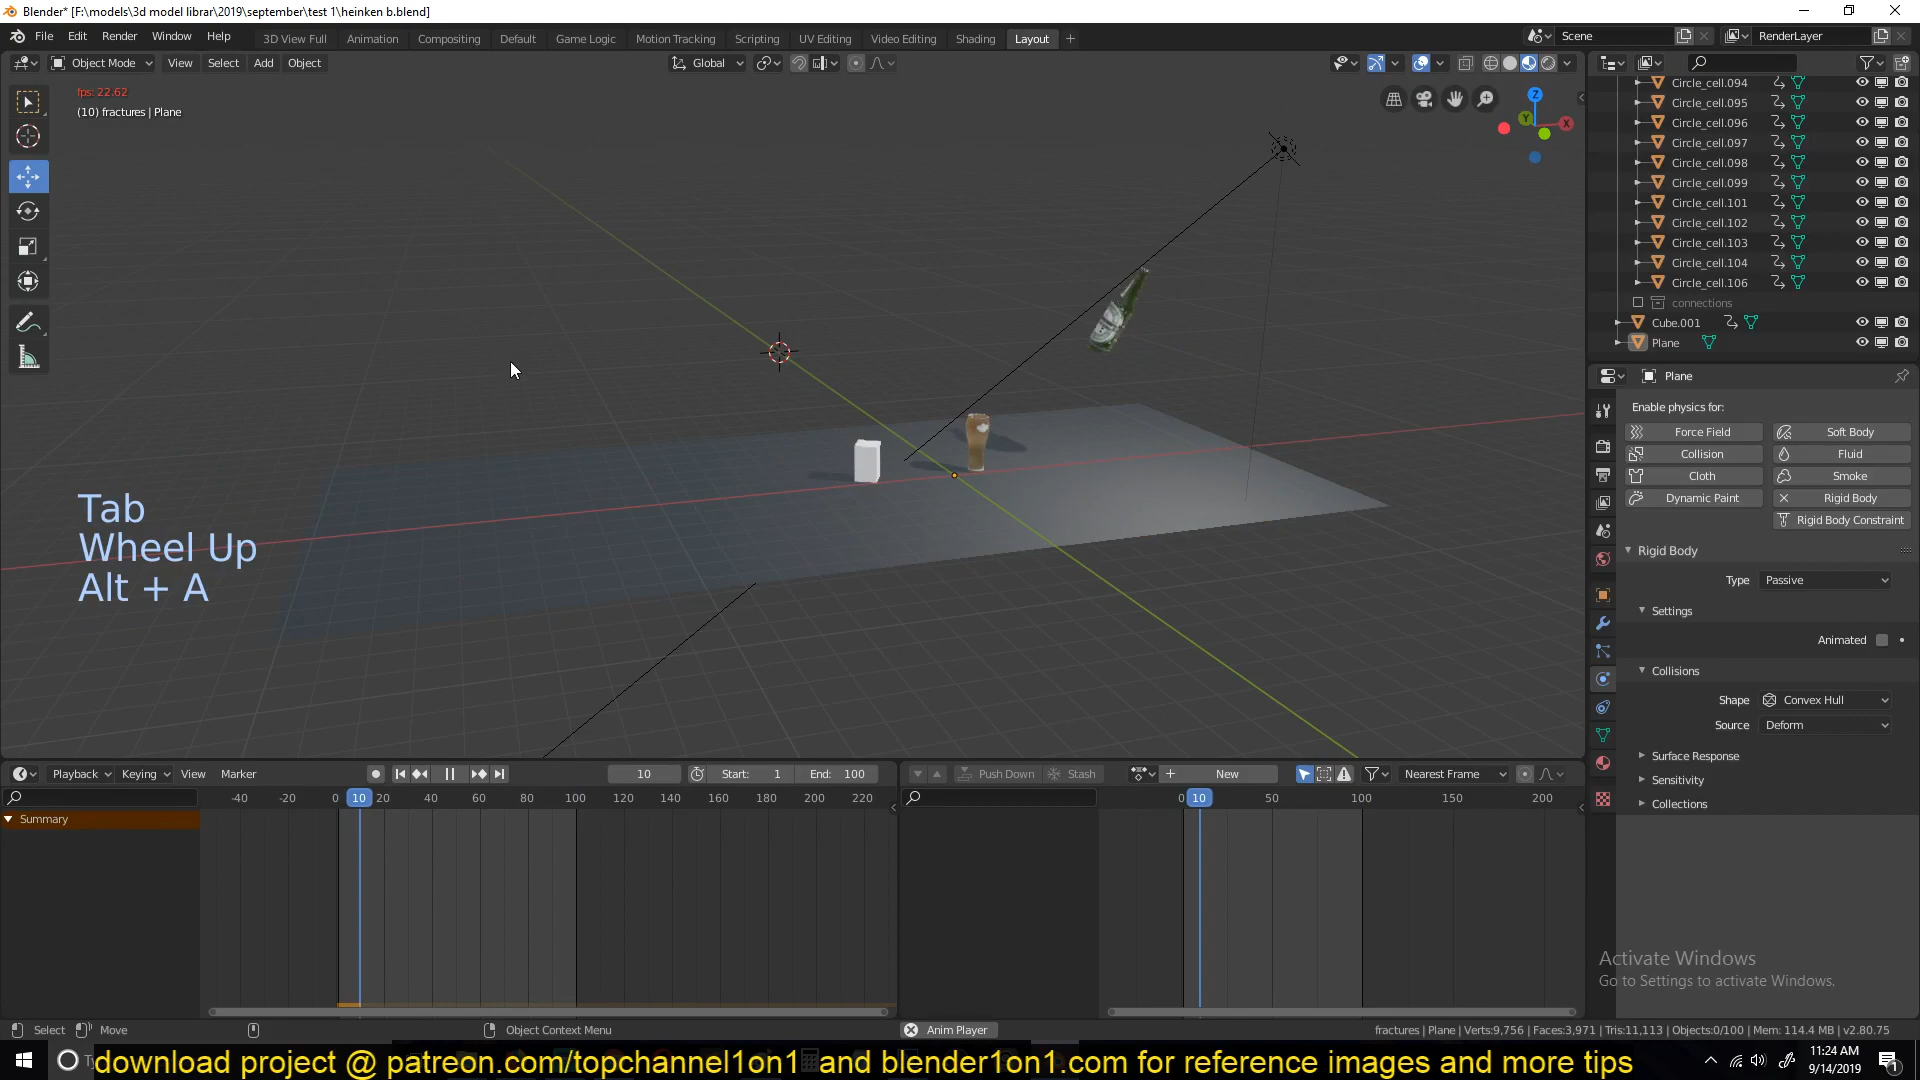 Blender* [F:\models\3d model librar\2019\september\test 1\heinken b.blend]
File Edit Render Window Help 3D View Full Animation Compositing Default Game Logic Motion Tracking Scripting UV Editing Video Editing Shading Layout + Scene RenderLayer
Object Mode View Select Add Object Global
fps: 22.62
(10) fractures | Plane
Z
Y
X
Tab
Wheel Up
Alt + A
Circle_cell.094
Circle_cell.095
Circle_cell.096
Circle_cell.097
Circle_cell.098
Circle_cell.099
Circle_cell.101
Circle_cell.102
Circle_cell.103
Circle_cell.104
Circle_cell.106
connections
Cube.001
Plane
Plane
Enable physics for:
Force Field Soft Body
Collision Fluid
Cloth Smoke
Dynamic Paint Rigid Body
Rigid Body Constraint
Rigid Body
Type Passive
Settings
Animated
Collisions
Shape Convex Hull
Source Deform
Surface Response
Sensitivity
Collections
Playback Keying View Marker 10 Start: 1 End: 100
-40 -20 0 10 20 40 60 80 100 120 140 160 180 200 220
Summary
Push Down Stash New Nearest Frame
0 10 50 100 150 200
Activate Windows
Go to Settings to activate Windows.
Select Move Object Context Menu Anim Player fractures | Plane | Verts:9,756 | Faces:3,971 | Tris:11,113 | Objects:0/100 | Mem: 114.4 MB | v2.80.75
download project @ patreon.com/topchannel1on1 and blender1on1.com for reference images and more tips
11:24 AM
9/14/2019
1